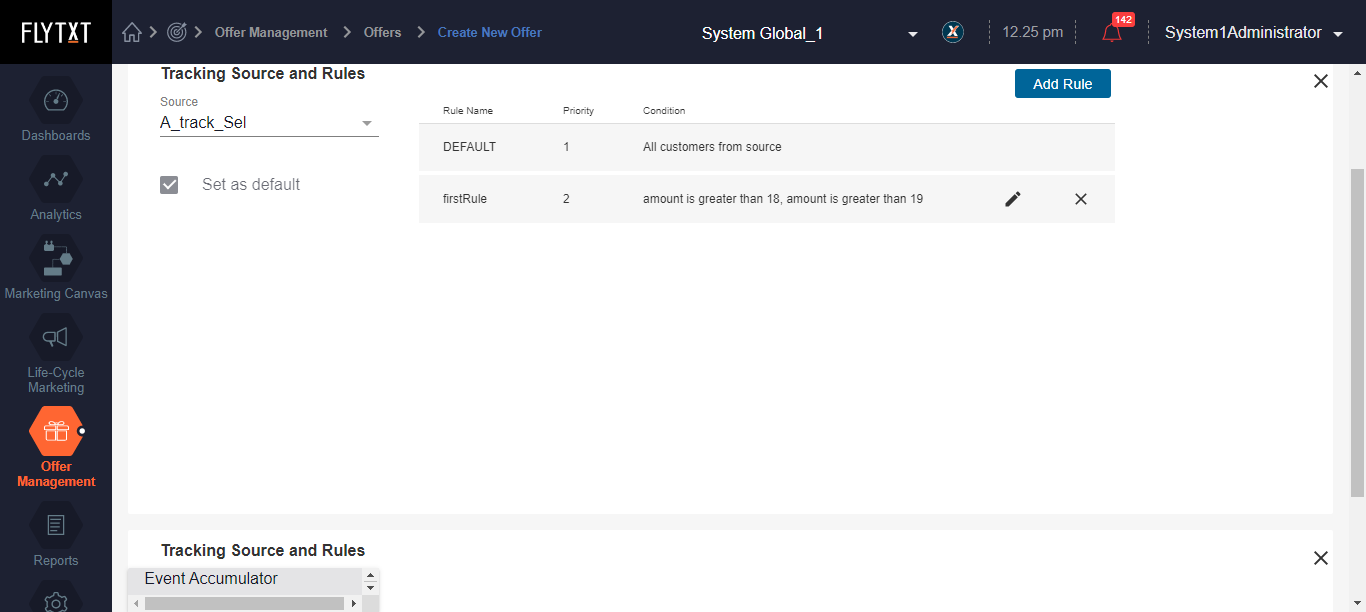 FLYTXT
Offer Management
Offers
Create New Offer
System Global_1
X
12.25 pm
142
System1Administrator
Dashboards
Analytics
Marketing Canvas
Life-Cycle
Marketing
Offer
Management
Reports
Tracking Source and Rules
Add Rule
Source
A_track_Sel
Set as default
Rule Name
Priority
Condition
DEFAULT
1
All customers from source
firstRule
2
amount is greater than 18, amount is greater than 19
Tracking Source and Rules
Event Accumulator